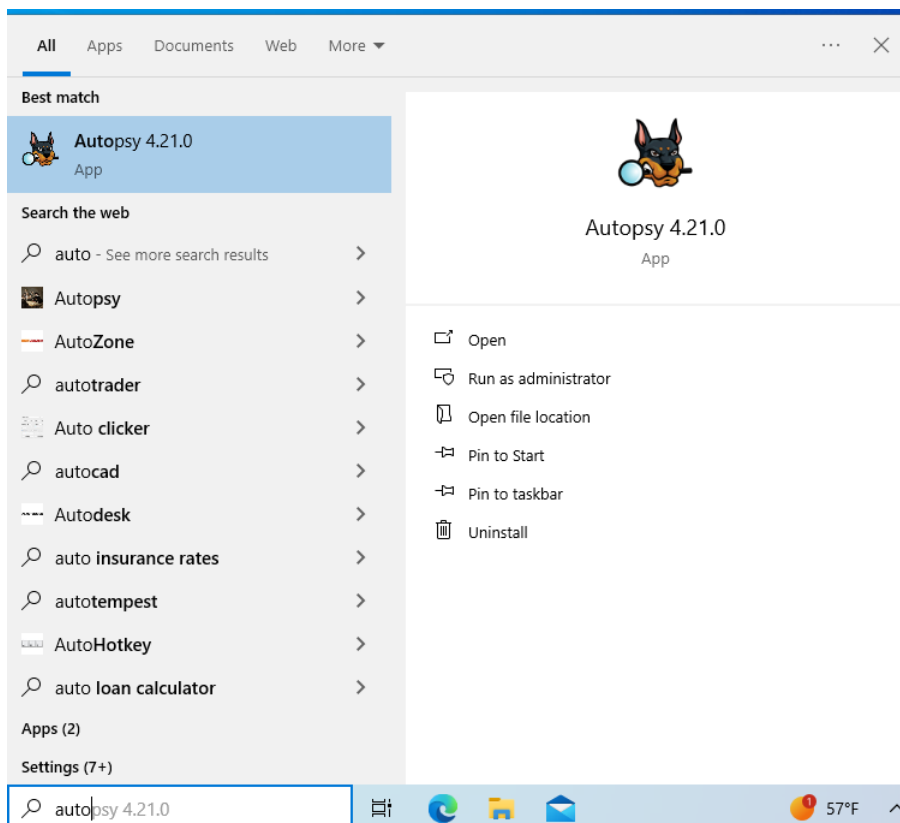 All Apps Documents Web More
Best match
Autopsy 4.21.0
App
Search the web
auto - See more search results
Autopsy
AutoZone
autotrader
Auto clicker
autocad
Autodesk
auto insurance rates
autotempest
AutoHotkey
auto loan calculator
Apps (2)
Settings (7+)
Autopsy 4.21.0
App
Open
Run as administrator
Open file location
Pin to Start
Pin to taskbar
Uninstall
autopsy 4.21.0
1
57°F